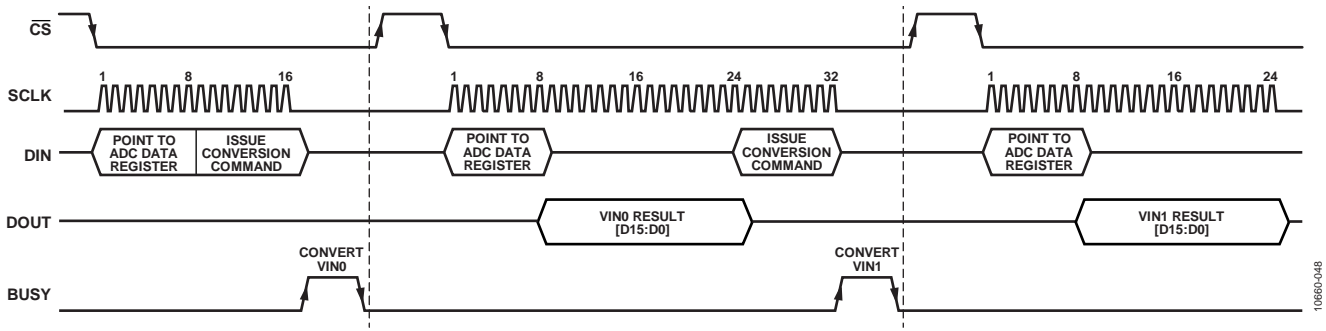 CS
1 8 16 1 8 16 24 32 1 8 16 24
SCLK
DIN
POINT TO
ADC DATA
REGISTER
ISSUE
CONVERSION
COMMAND
POINT TO
ADC DATA
REGISTER
ISSUE
CONVERSION
COMMAND
POINT TO
ADC DATA
REGISTER
DOUT
VIN0 RESULT
[D15:D0]
VIN1 RESULT
[D15:D0]
CONVERT
VIN0
CONVERT
VIN1
BUSY
10660-048